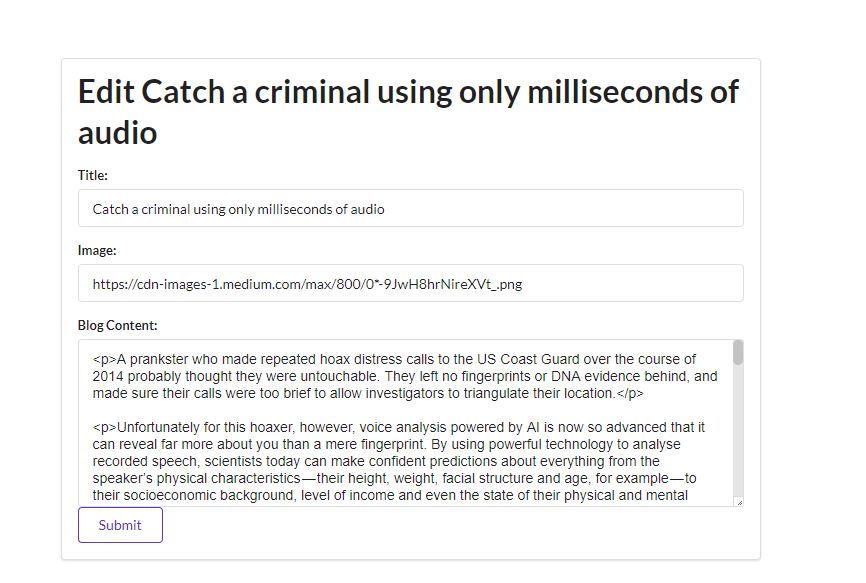 Edit Catch a criminal using only milliseconds of
audio
Title:
Catch a criminal using only milliseconds of audio
Image:
https://cdn-images-1.medium.com/max/800/0*-9JwH8hrNireXVt_.png
Blog Content:
<p>A prankster who made repeated hoax distress calls to the US Coast Guard over the course of
2014 probably thought they were untouchable. They left no fingerprints or DNA evidence behind, and
made sure their calls were too brief to allow investigators to triangulate their location.</p>
<p>Unfortunately for this hoaxer, however, voice analysis powered by AI is now so advanced that it
can reveal far more about you than a mere fingerprint. By using powerful technology to analyse
recorded speech, scientists today can make confident predictions about everything from the
speaker’s physical characteristics — their height, weight, facial structure and age, for example — to
their socioeconomic background, level of income and even the state of their physical and mental
Submit